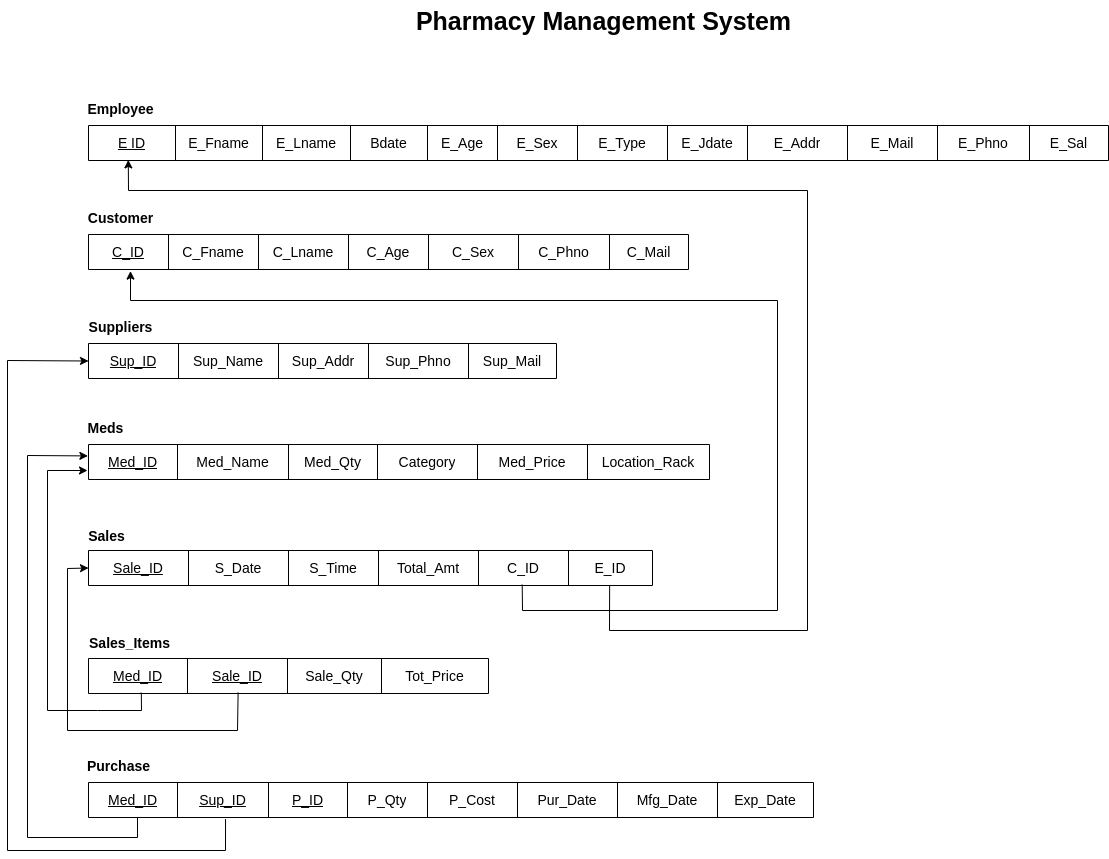 Pharmacy Management System
Employee
E ID E_Fname E_Lname Bdate E_Age E_Sex E_Type E_Jdate E_Addr E_Mail E_Phno E_Sal
Customer
C_ID C_Fname C_Lname C_Age C_Sex C_Phno C_Mail
Suppliers
Sup_ID Sup_Name Sup_Addr Sup_Phno Sup_Mail
Meds
Med_ID Med_Name Med_Qty Category Med_Price Location_Rack
Sales
Sale_ID S_Date S_Time Total_Amt C_ID E_ID
Sales_Items
Med_ID Sale_ID Sale_Qty Tot_Price
Purchase
Med_ID Sup_ID P_ID P_Qty P_Cost Pur_Date Mfg_Date Exp_Date